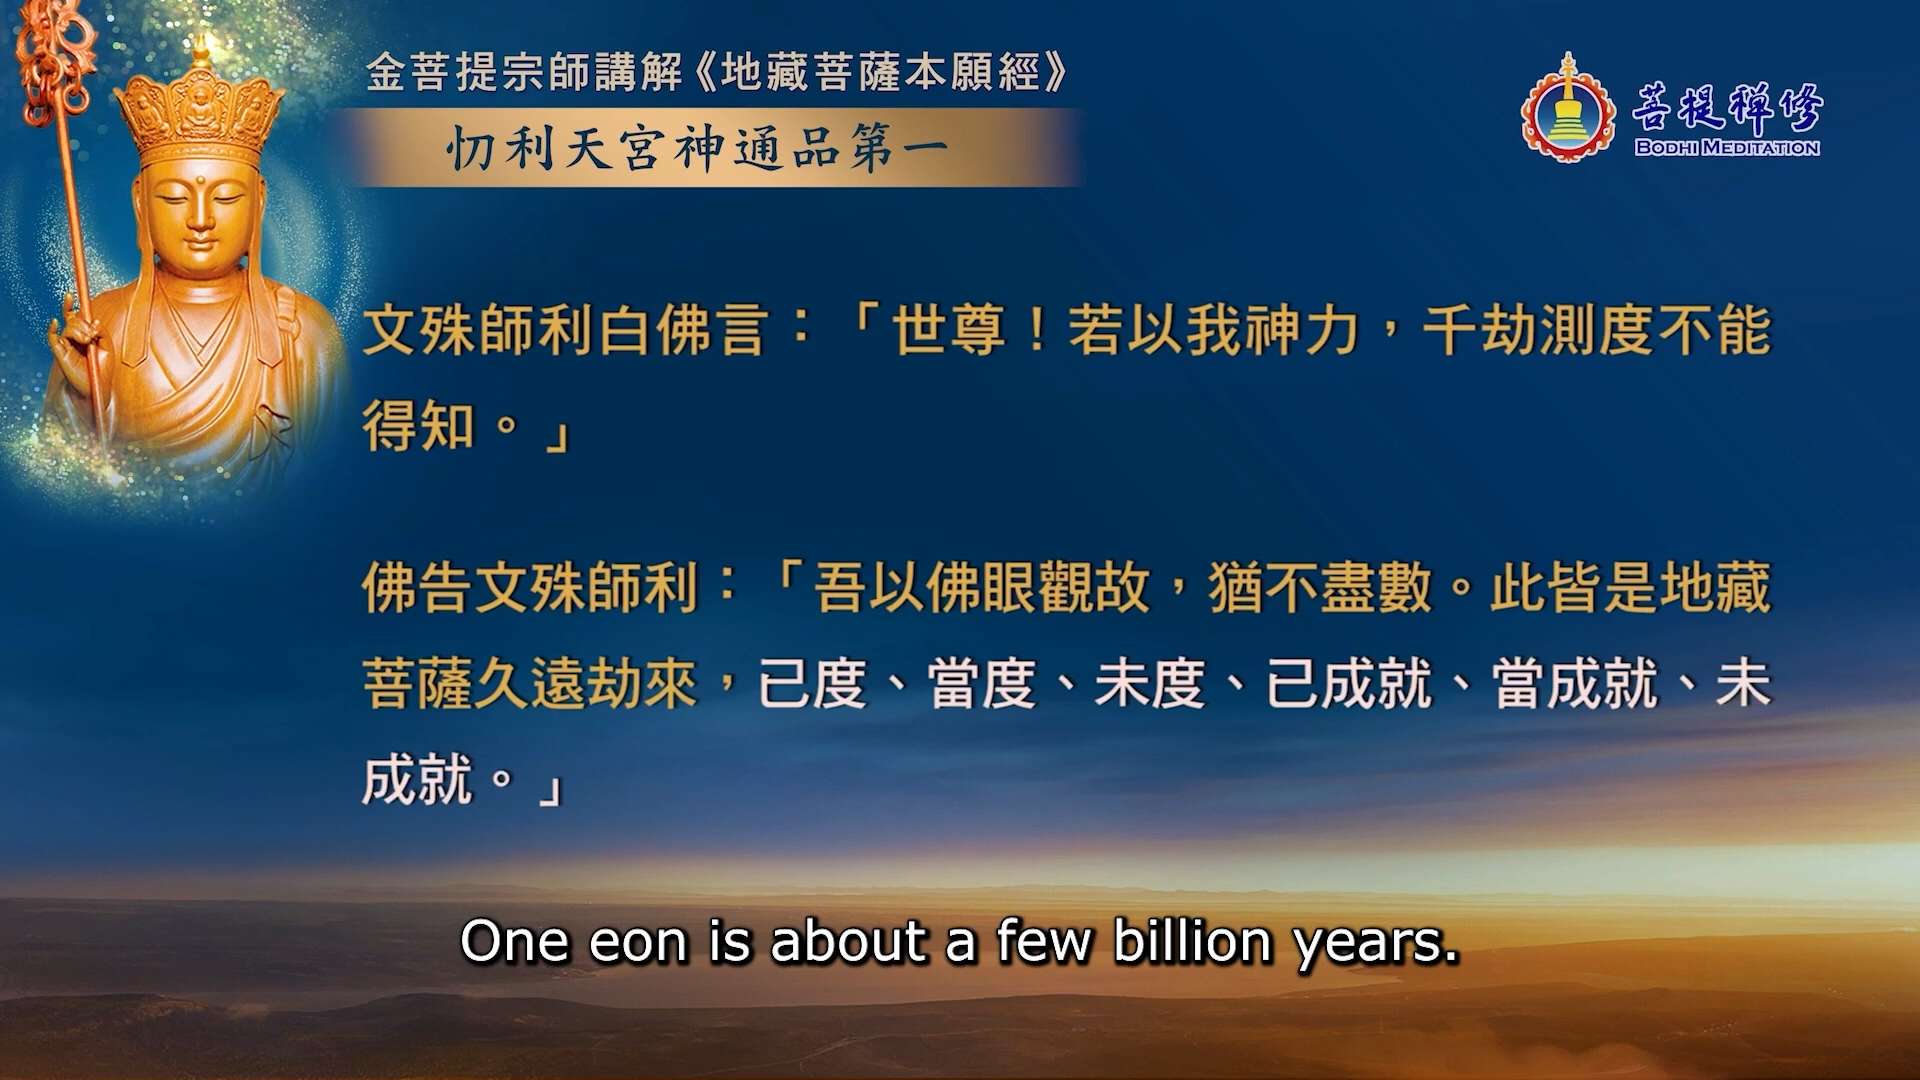 金菩提宗師講解《地藏菩薩本願經》
忉利天宮神通品第一
菩提禪修
BODHI MEDITATION
文殊師利白佛言：「世尊！若以我神力，千劫測度不能
得知。」
佛告文殊師利：「吾以佛眼觀故，猶不盡數。此皆是地藏
菩薩久遠劫來，已度、當度、未度、已成就、當成就、未
成就。」
One eon is about a few billion years.